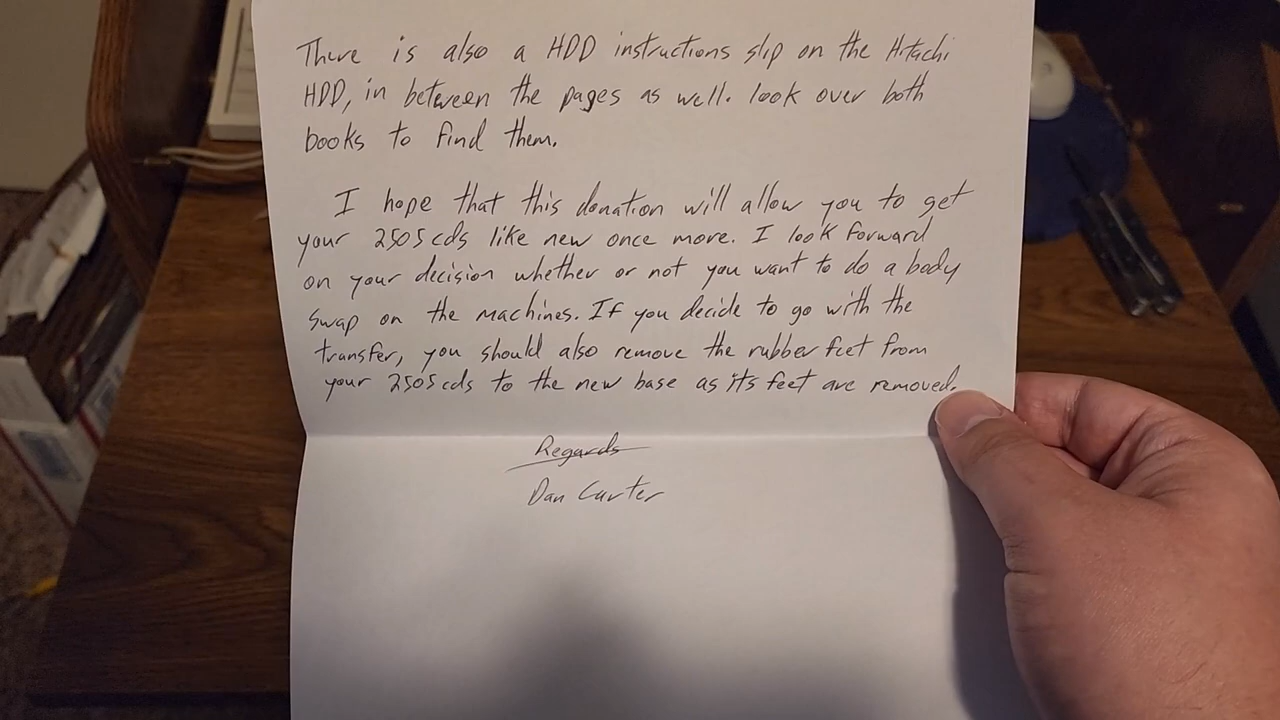 There is also a HDD instructions slip on the Hitachi
HDD, in between the pages as well. look over both
books to find them.
I hope that this donation will allow you to get
your 2505cds like new once more. I look forward
on your decision whether or not you want to do a body
swap on the machines. If you decide to go with the
transfer, you should also remove the rubber feet from
your 2505cds to the new base as its feet are removed.
Regards
Dan Carter